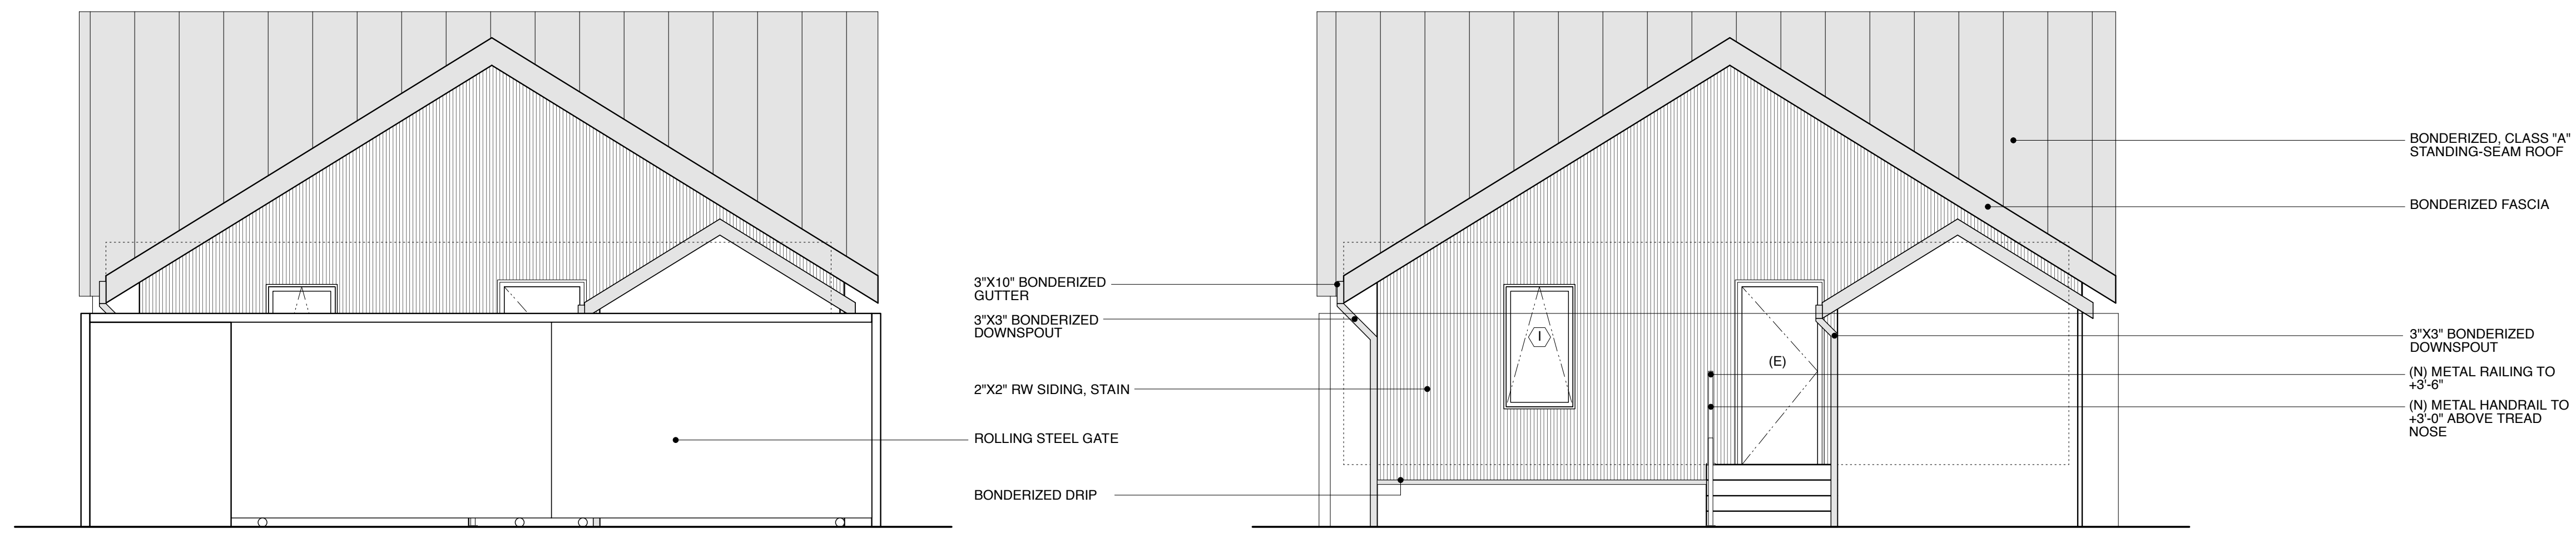 3"X10" BONDERIZED
GUTTER
3"X3" BONDERIZED
DOWNSPOUT
2"X2" RW SIDING, STAIN
ROLLING STEEL GATE
BONDERIZED DRIP
I
(E)
BONDERIZED, CLASS "A"
STANDING-SEAM ROOF
BONDERIZED FASCIA
3"X3" BONDERIZED
DOWNSPOUT
(N) METAL RAILING TO
+3'-6"
(N) METAL HANDRAIL TO
+3'-0" ABOVE TREAD
NOSE